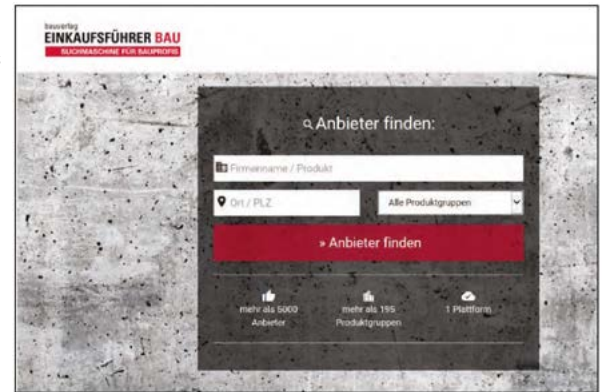 bauverlag
EINKAUFSFÜHRER BAU
SUCHMASCHINE FÜR BAUPROFIS
Anbieter finden:
Firmenname / Produkt
Ort / PLZ
Alle Produktgruppen
» Anbieter finden
mehr als 5000
Anbieter
mehr als 195
Produktgruppen
1 Plattform